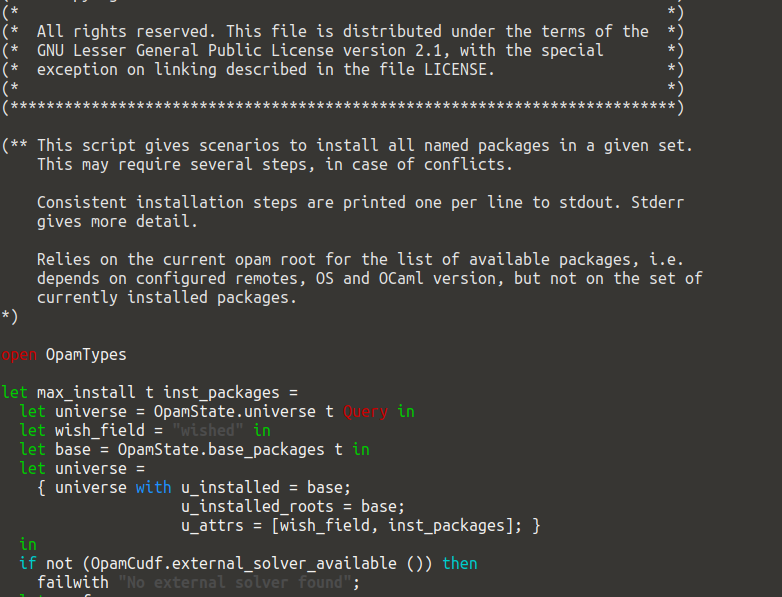 (*                                                                        *)
(*  All rights reserved. This file is distributed under the terms of the  *)
(*  GNU Lesser General Public License version 2.1, with the special       *)
(*  exception on linking described in the file LICENSE.                   *)
(*                                                                        *)
(**************************************************************************)

(** This script gives scenarios to install all named packages in a given set.
    This may require several steps, in case of conflicts.

    Consistent installation steps are printed one per line to stdout. Stderr
    gives more detail.

    Relies on the current opam root for the list of available packages, i.e.
    depends on configured remotes, OS and OCaml version, but not on the set of
    currently installed packages.
*)

open OpamTypes

let max_install t inst_packages =
  let universe = OpamState.universe t Query in
  let wish_field = "wished" in
  let base = OpamState.base_packages t in
  let universe =
    { universe with u_installed = base;
                    u_installed_roots = base;
                    u_attrs = [wish_field, inst_packages]; }
  in
  if not (OpamCudf.external_solver_available ()) then
    failwith "No external solver found";